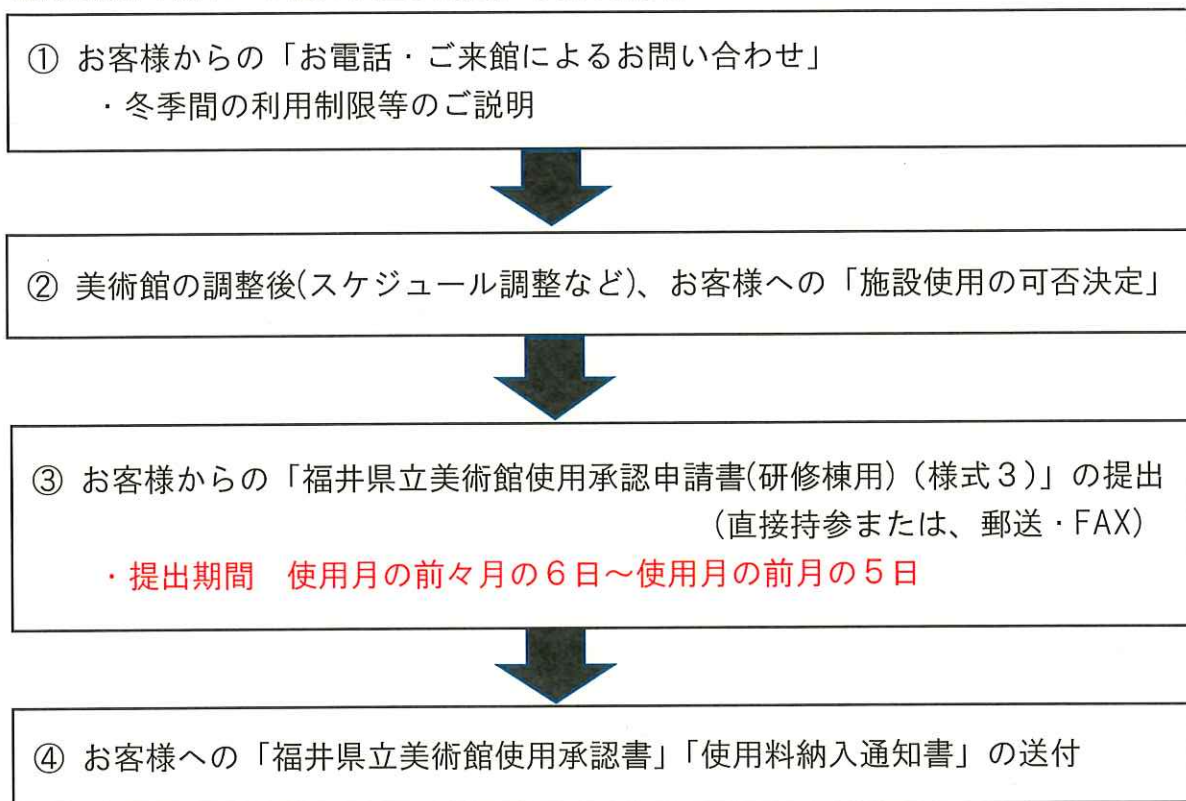 ① お客様からの「お電話・ご来館によるお問い合わせ」
・冬季間の利用制限等のご説明
② 美術館の調整後(スケジュール調整など)、お客様への「施設使用の可否決定」
③ お客様からの「福井県立美術館使用承認申請書(研修棟用)（様式３）」の提出
（直接持参または、郵送・FAX）
・提出期間　使用月の前々月の６日～使用月の前月の５日
④ お客様への「福井県立美術館使用承認書」「使用料納入通知書」の送付